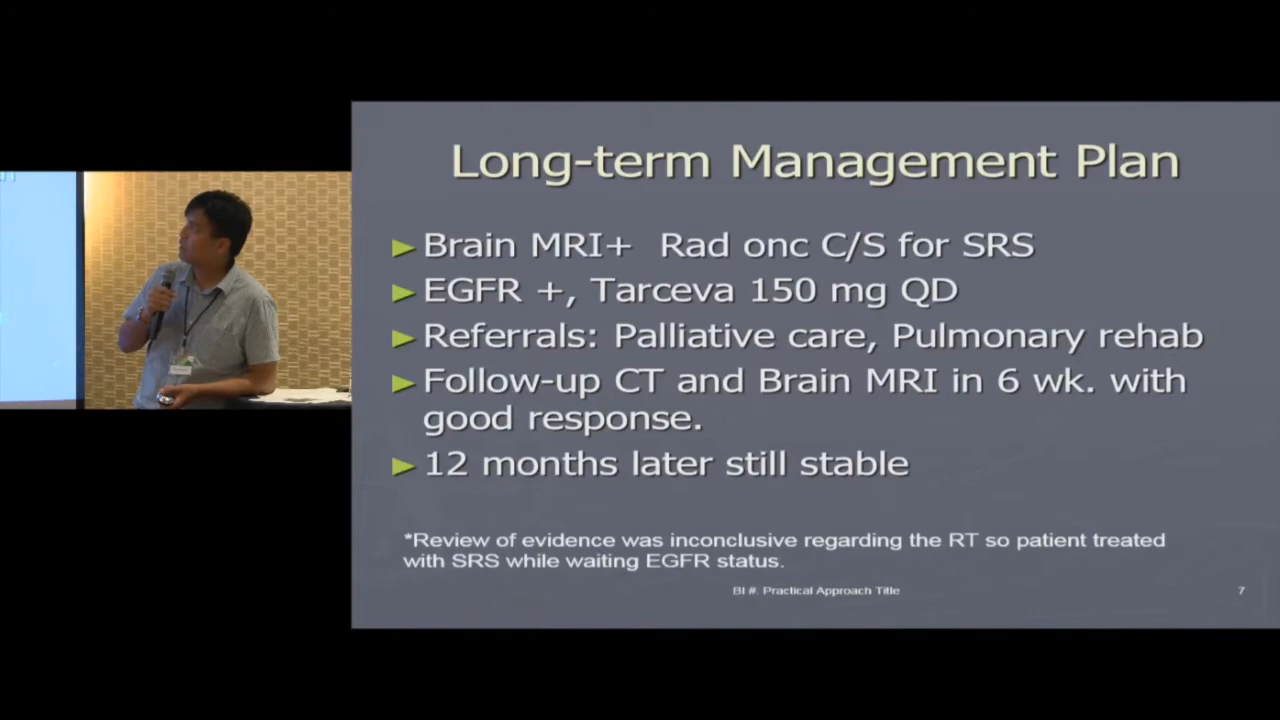 Long-term Management Plan
Brain MRI+ Rad onc C/S for SRS
EGFR +, Tarceva 150 mg QD
Referrals: Palliative care, Pulmonary rehab
Follow-up CT and Brain MRI in 6 wk. with
good response.
12 months later still stable
*Review of evidence was inconclusive regarding the RT so patient treated
with SRS while waiting EGFR status.
BI #. Practical Approach Title
7